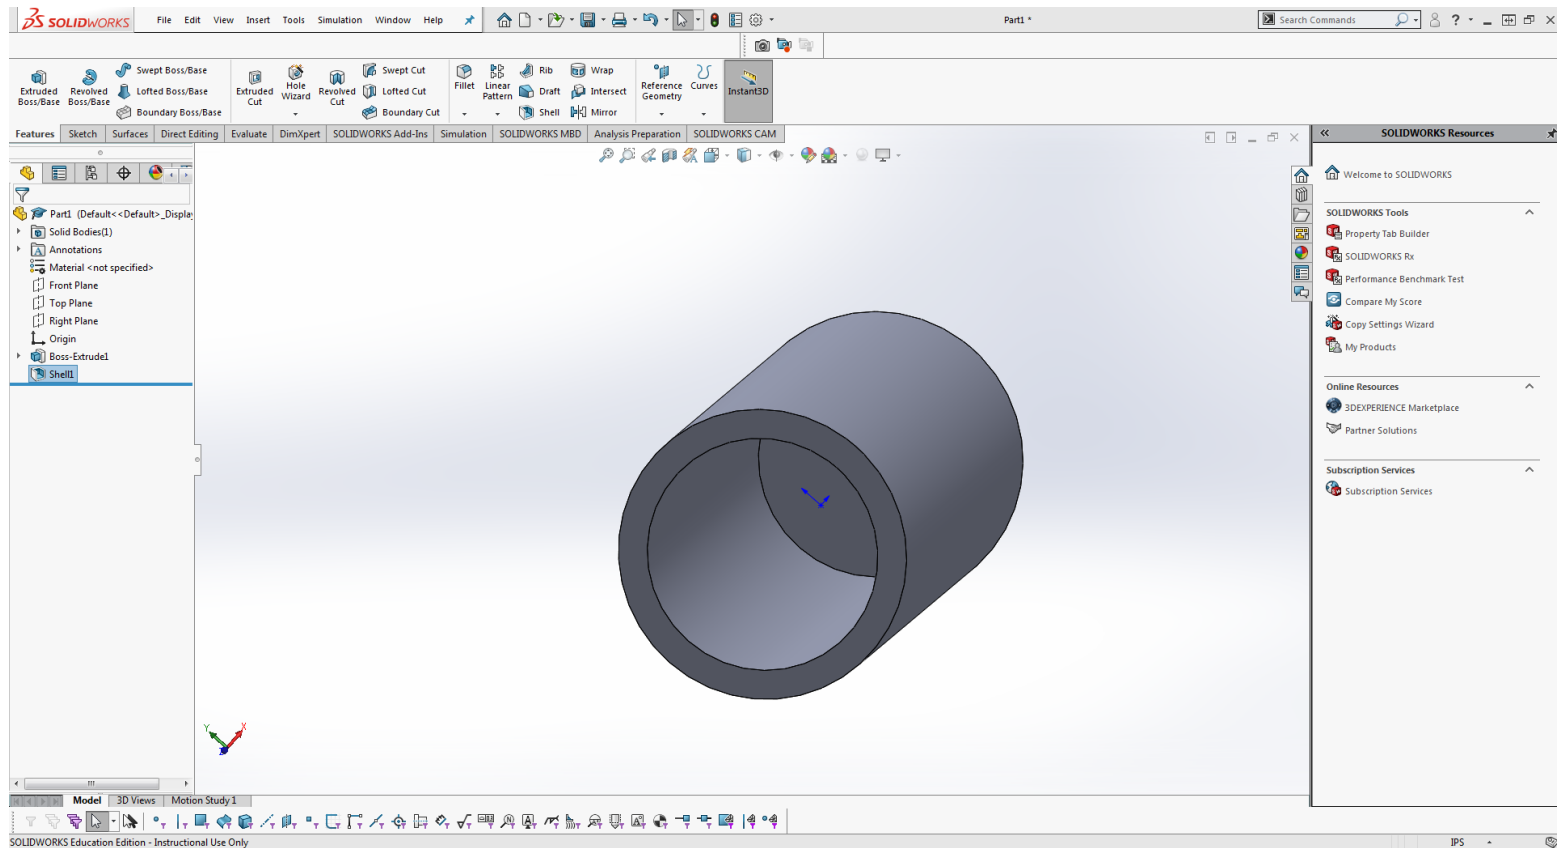 SOLIDWORKS File Edit View Insert Tools Simulation Window Help Part1 * Search Commands ?
Extruded Boss/Base
Revolved Boss/Base
Swept Boss/Base
Lofted Boss/Base
Boundary Boss/Base
Extruded Cut
Hole Wizard
Revolved Cut
Swept Cut
Lofted Cut
Boundary Cut
Fillet
Linear Pattern
Rib
Draft
Shell
Wrap
Intersect
Mirror
Reference Geometry
Curves
Instant3D
Features Sketch Surfaces Direct Editing Evaluate DimXpert SOLIDWORKS Add-Ins Simulation SOLIDWORKS MBD Analysis Preparation SOLIDWORKS CAM
Part1 (Default<<Default>_Display
Solid Bodies(1)
Annotations
Material <not specified>
Front Plane
Top Plane
Right Plane
Origin
Boss-Extrude1
Shell1
Y X
SOLIDWORKS Resources
Welcome to SOLIDWORKS
SOLIDWORKS Tools
Property Tab Builder
SOLIDWORKS Rx
Performance Benchmark Test
Compare My Score
Copy Settings Wizard
My Products
Online Resources
3DEXPERIENCE Marketplace
Partner Solutions
Subscription Services
Subscription Services
Model 3D Views Motion Study 1
SOLIDWORKS Education Edition - Instructional Use Only IPS